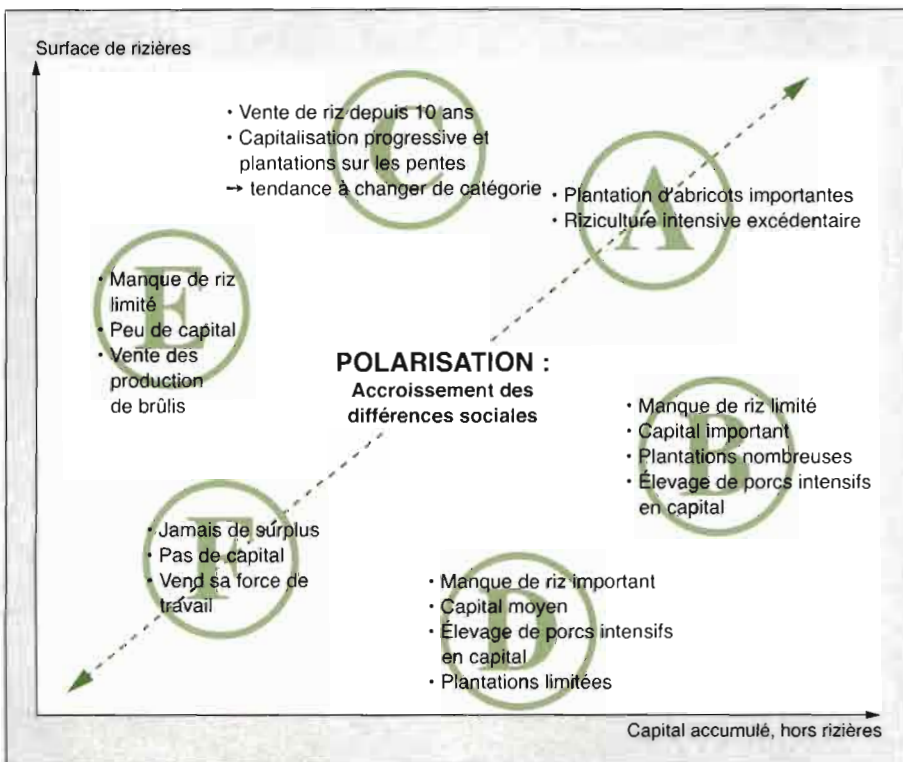 Surface de rizières
C
• Vente de riz depuis 10 ans
• Capitalisation progressive et
plantations sur les pentes
→ tendance à changer de catégorie
A
• Plantation d'abricots importantes
• Riziculture intensive excédentaire
E
• Manque de riz
limité
• Peu de capital
• Vente des
production
de brûlis
POLARISATION :
Accroissement des
différences sociales
B
• Manque de riz limité
• Capital important
• Plantations nombreuses
• Élevage de porcs intensifs
en capital
F
• Jamais de surplus
• Pas de capital
• Vend sa force de
travail
D
• Manque de riz important
• Capital moyen
• Élevage de porcs intensifs
en capital
• Plantations limitées
Capital accumulé, hors rizières